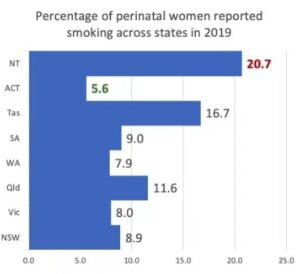 Percentage of perinatal women reported
smoking across states in 2019
NT 20.7
ACT 5.6
Tas 16.7
SA 9.0
WA 7.9
Qld 11.6
Vic 8.0
NSW 8.9
0.0 5.0 10.0 15.0 20.0 25.0